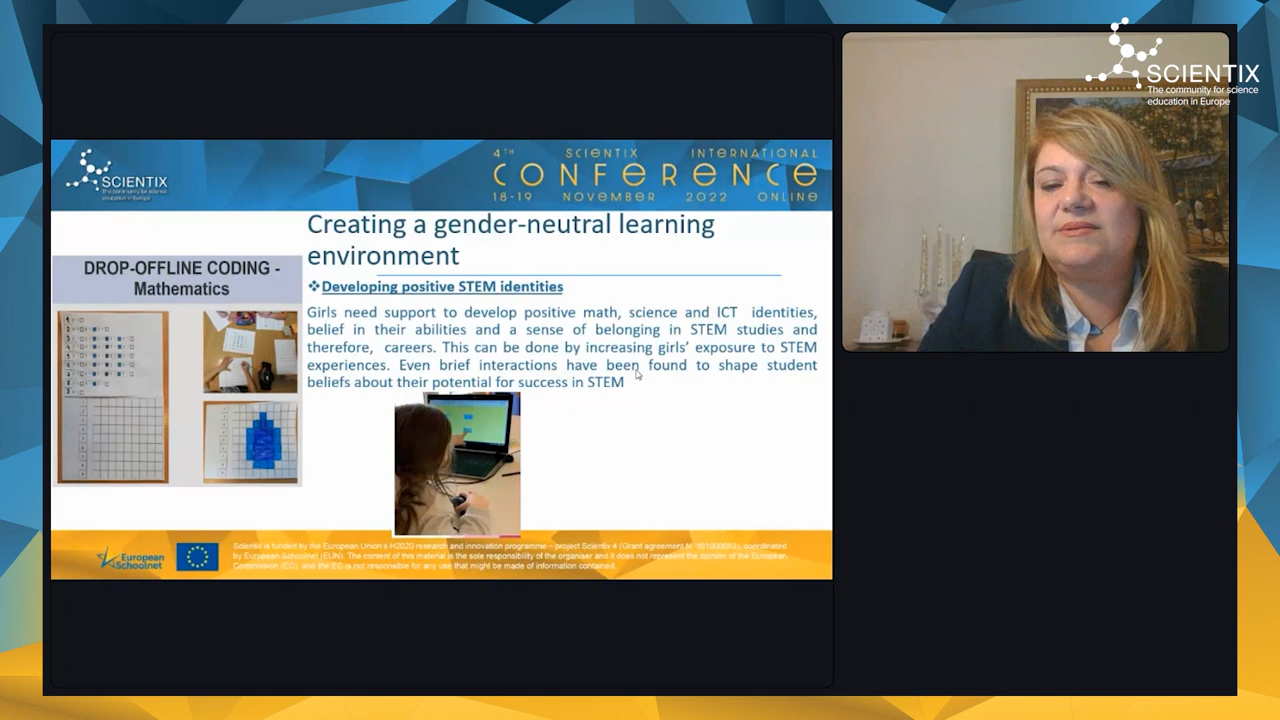 SCIENTIX
The community for science
education in Europe
SCIENTIX
The community for science
education in Europe
4TH SCIENTIX INTERNATIONAL
CONFERENCE
18-19 NOVEMBER 2022 ONLINE
Creating a gender-neutral learning
environment
DROP-OFFLINE CODING -
Mathematics
❖Developing positive STEM identities
Girls need support to develop positive math, science and ICT identities,
belief in their abilities and a sense of belonging in STEM studies and
therefore, careers. This can be done by increasing girls' exposure to STEM
experiences. Even brief interactions have been found to shape student
beliefs about their potential for success in STEM
European
Schoolnet
Scientix is funded by the European Union's H2020 research and innovation programme – project Scientix 4 (Grant agreement N. 101000063), coordinated
by European Schoolnet (EUN). The content of this material is the sole responsibility of the organiser and it does not represent the opinion of the European
Commission (EC), and the EC is not responsible for any use that might be made of information contained.